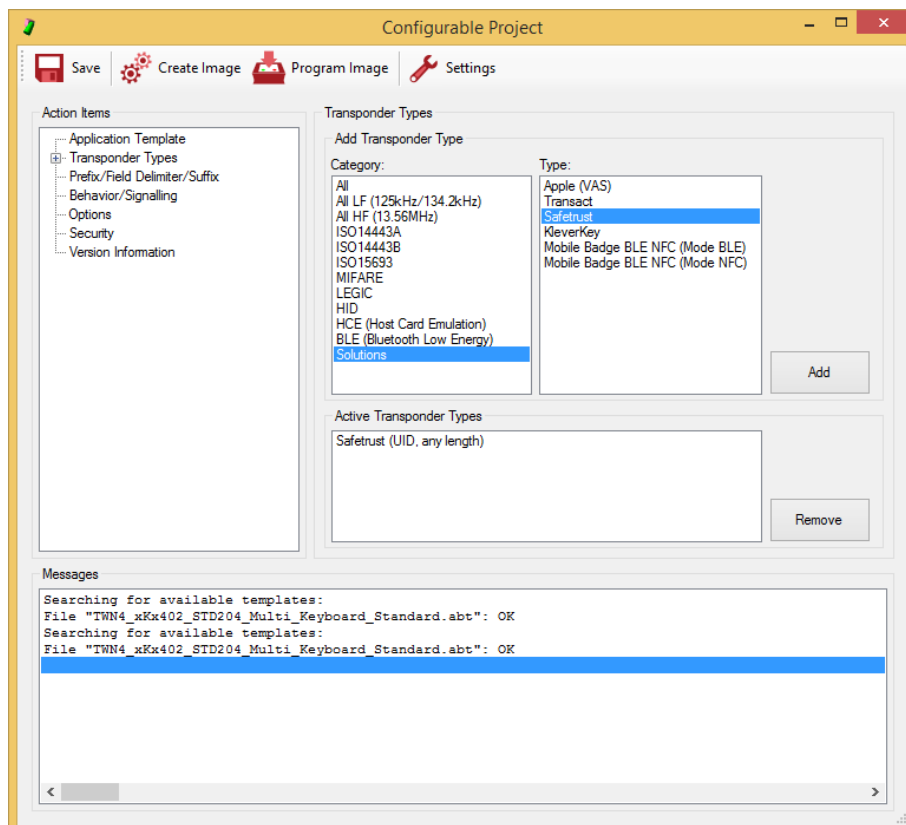 Configurable Project
Save Create Image Program Image Settings
Action Items
Application Template
Transponder Types
Prefix/Field Delimiter/Suffix
Behavior/Signalling
Options
Security
Version Information
Transponder Types
Add Transponder Type
Category:
All
All LF (125kHz/134.2kHz)
All HF (13.56MHz)
ISO14443A
ISO14443B
ISO15693
MIFARE
LEGIC
HID
HCE (Host Card Emulation)
BLE (Bluetooth Low Energy)
Solutions
Type:
Apple (VAS)
Transact
Safetrust
KleverKey
Mobile Badge BLE NFC (Mode BLE)
Mobile Badge BLE NFC (Mode NFC)
Add
Active Transponder Types
Safetrust (UID, any length)
Remove
Messages
Searching for available templates:
File "TWN4_xKx402_STD204_Multi_Keyboard_Standard.abt": OK
Searching for available templates:
File "TWN4_xKx402_STD204_Multi_Keyboard_Standard.abt": OK